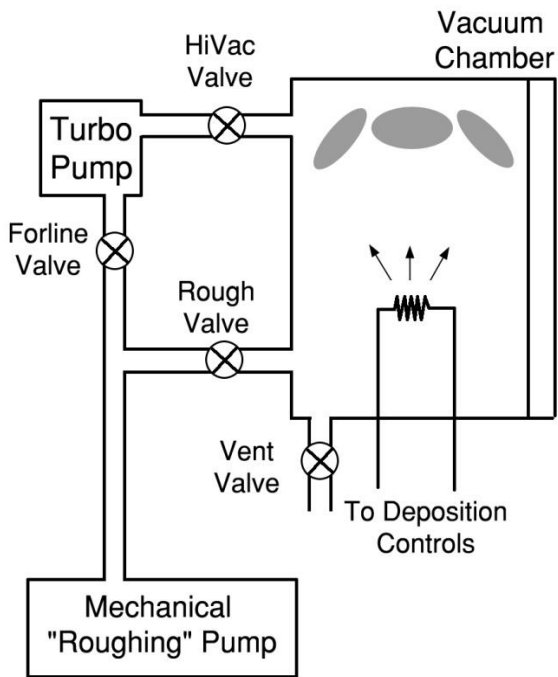 Vacuum
Chamber
HiVac
Valve
Turbo
Pump
Forline
Valve
Rough
Valve
Vent
Valve
To Deposition
Controls
Mechanical
"Roughing" Pump